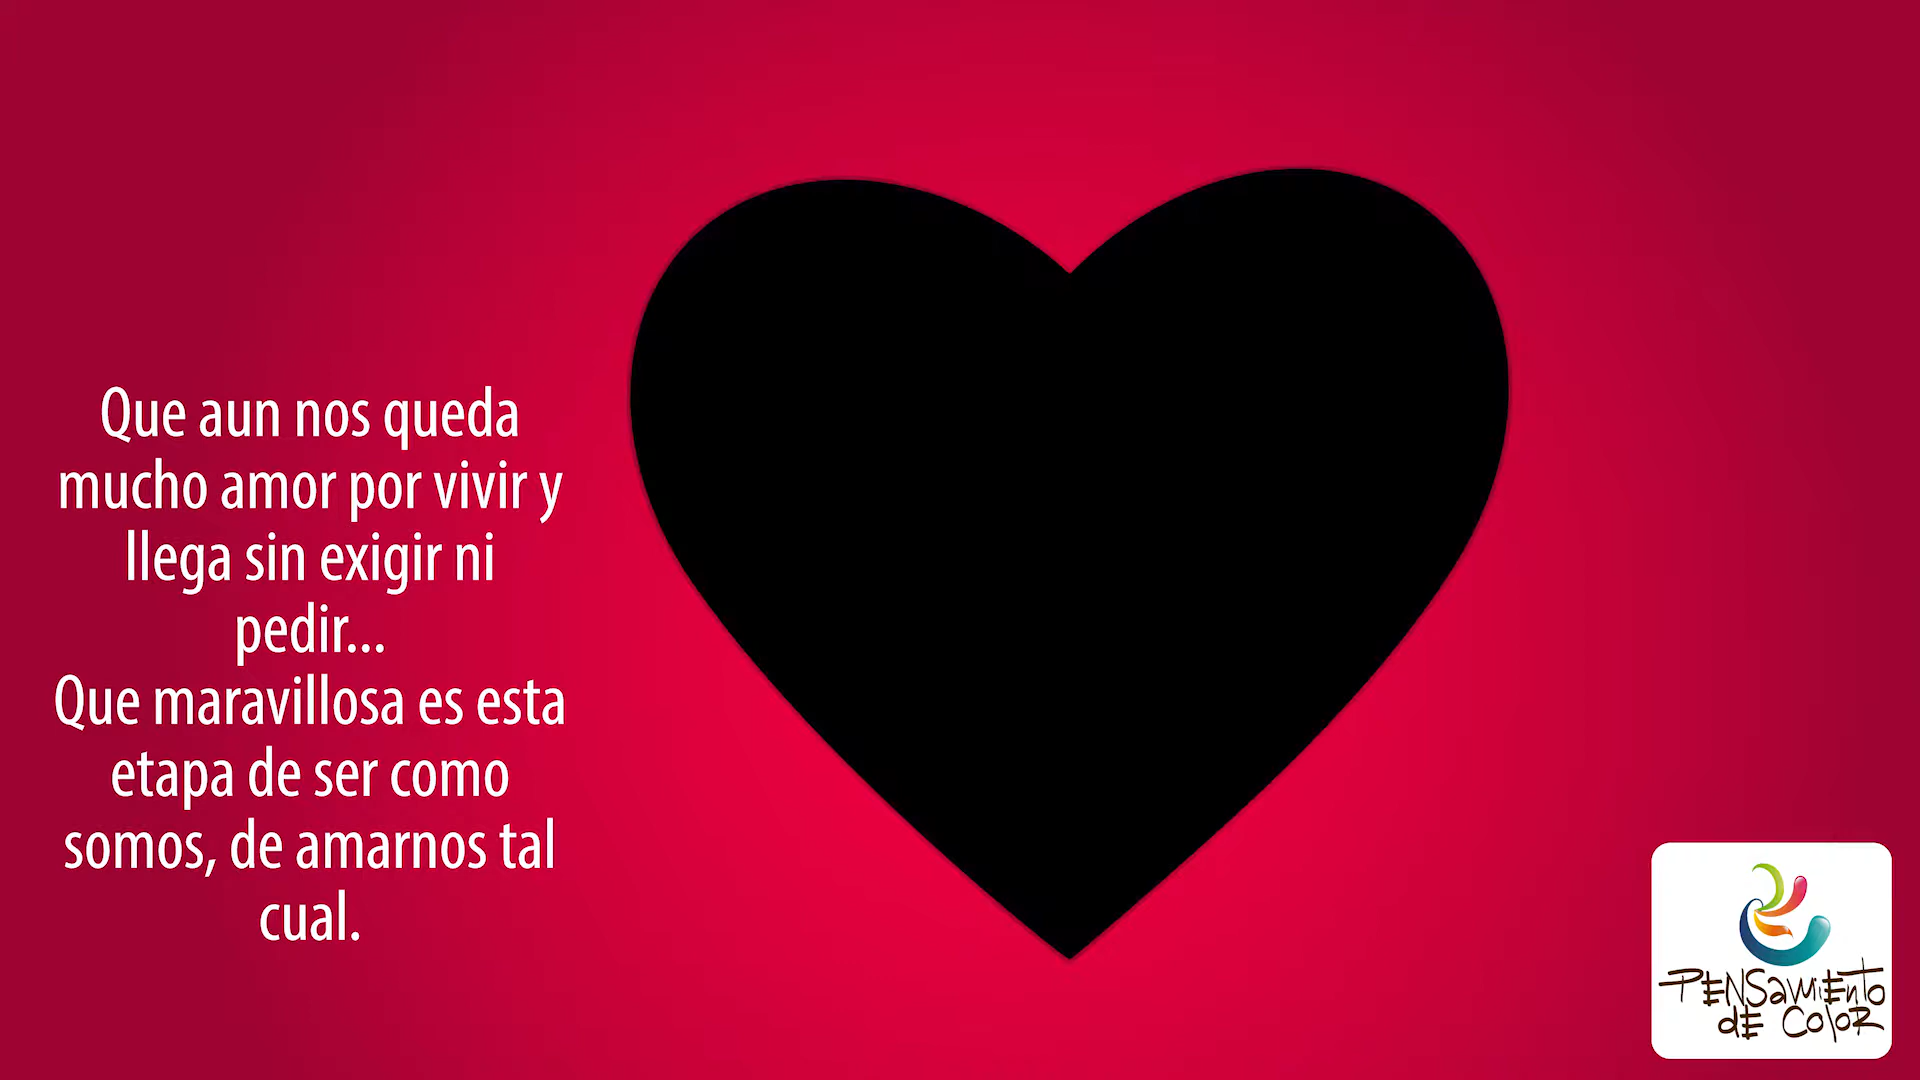 Que aun nos queda
mucho amor por vivir y
llega sin exigir ni
pedir...
Que maravillosa es esta
etapa de ser como
somos, de amarnos tal
cual.
PENSamiENto
dE ColoR